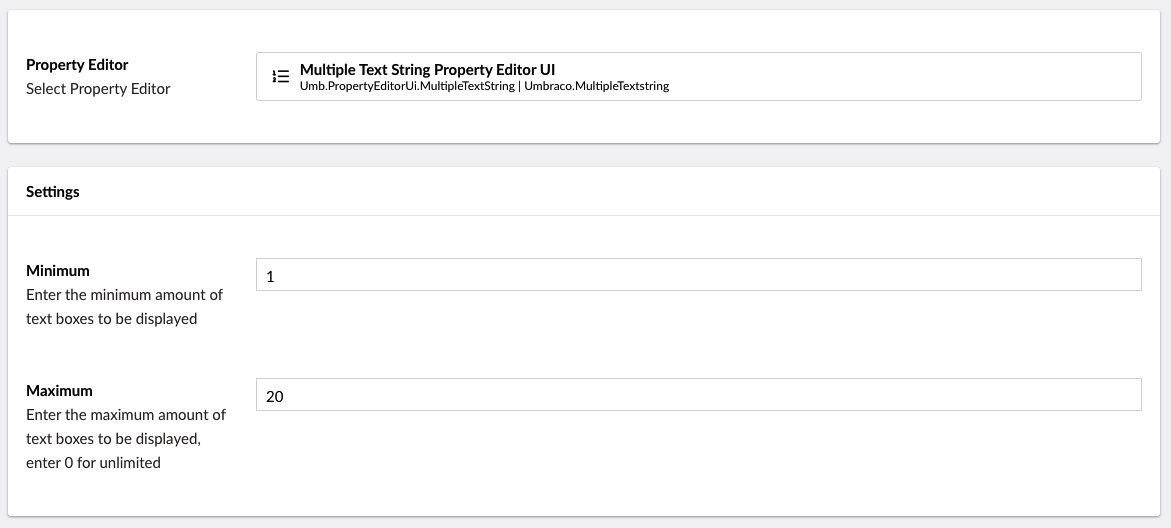 Property Editor
Select Property Editor
Multiple Text String Property Editor UI
Umb.PropertyEditorUi.MultipleTextString | Umbraco.MultipleTextstring
Settings
Minimum
Enter the minimum amount of
text boxes to be displayed
1
Maximum
Enter the maximum amount of
text boxes to be displayed,
enter 0 for unlimited
20